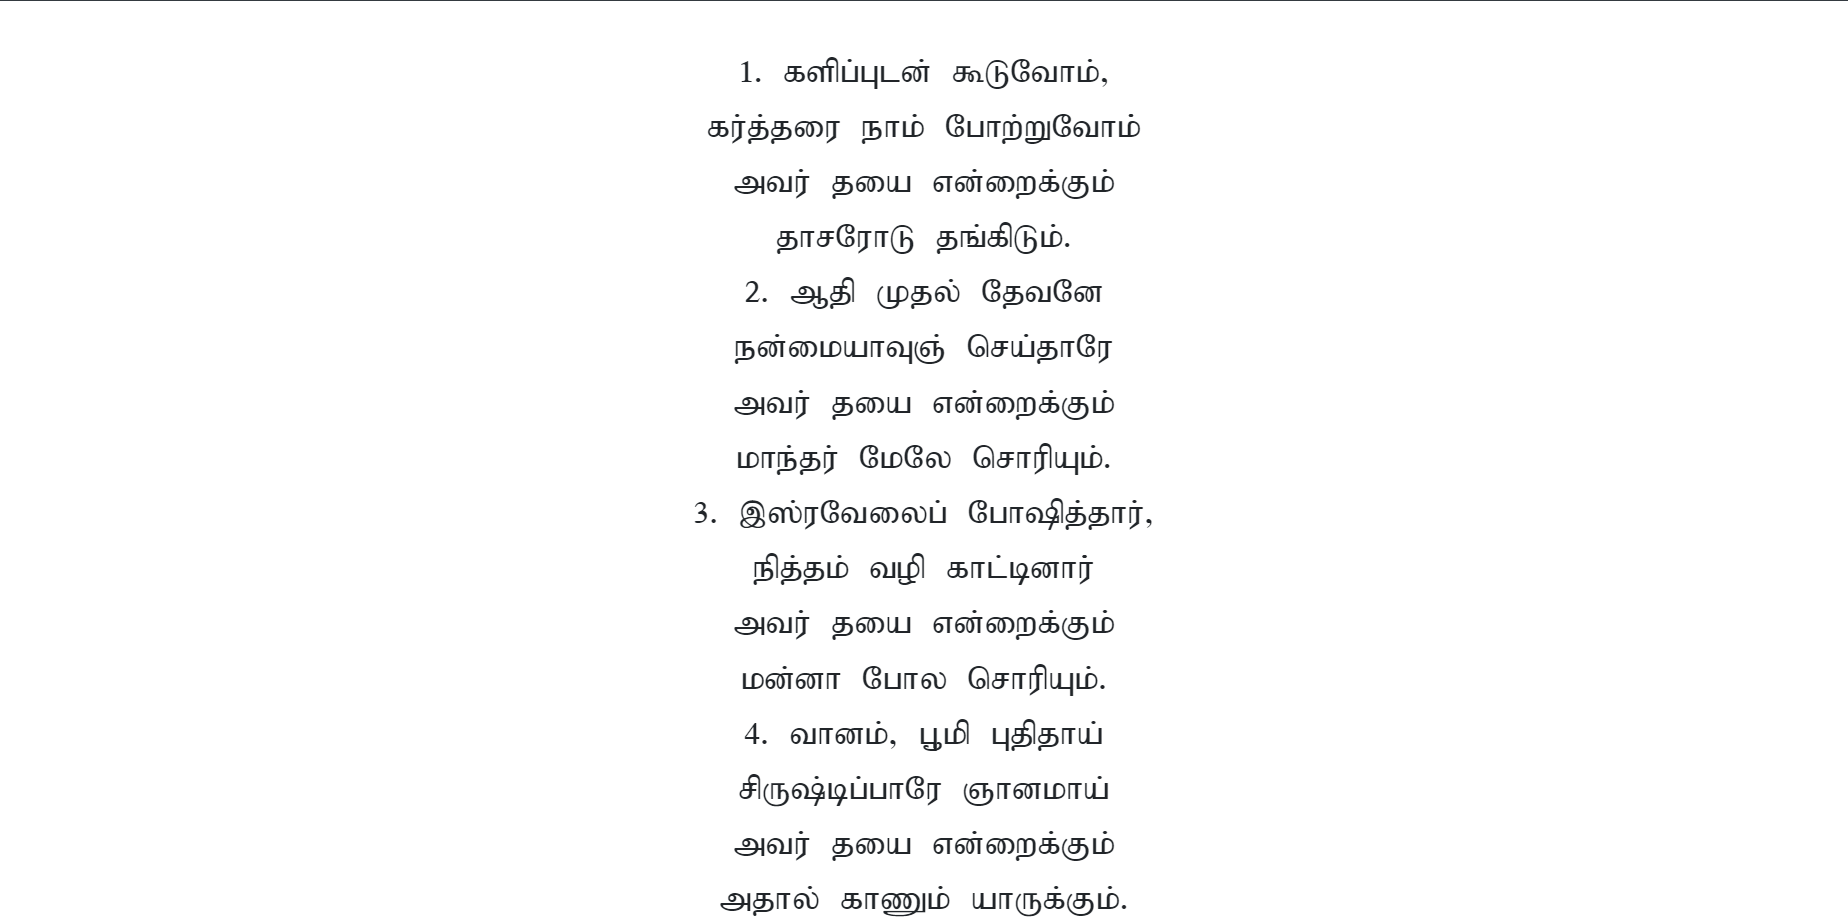 1. களிப்புடன் கூடுவோம்,
கர்த்தரை நாம் போற்றுவோம்
அவர் தயை என்றைக்கும்
தாசரோடு தங்கிடும்.
2. ஆதி முதல் தேவனே
நன்மையாவுஞ் செய்தாரே
அவர் தயை என்றைக்கும்
மாந்தர் மேலே சொரியும்.
3. இஸ்ரவேலைப் போஷித்தார்,
நித்தம் வழி காட்டினார்
அவர் தயை என்றைக்கும்
மன்னா போல சொரியும்.
4. வானம், பூமி புதிதாய்
சிருஷ்டிப்பாரே ஞானமாய்
அவர் தயை என்றைக்கும்
அதால் காணும் யாருக்கும்.